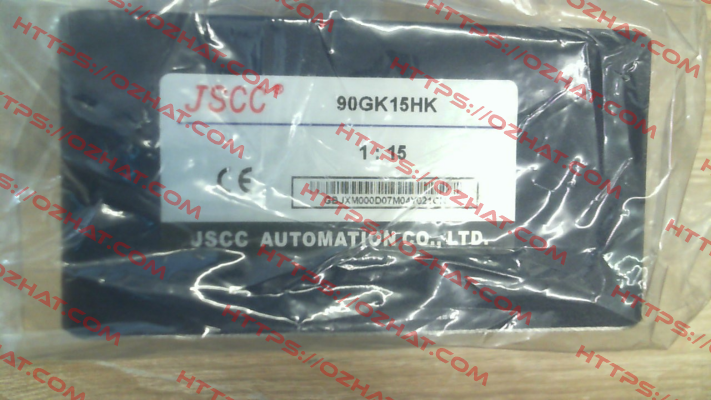 JSCC®
90GK15HK
1 : 15
CE
JSCC AUTOMATION CO., LTD.
HTTPS://OZHAT.COM